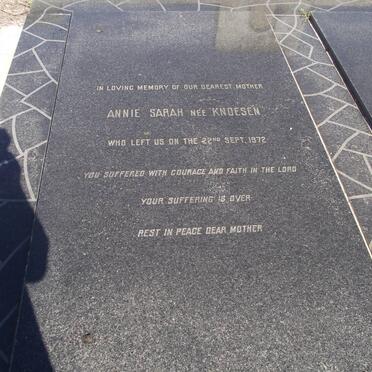 IN LOVING MEMORY OF OUR DEAREST MOTHER
ANNIE SARAH NEE "KNOESEN"
WHO LEFT US ON THE 22ND SEPT. 1972
YOU SUFFERED WITH COURAGE AND FAITH IN THE LORD
YOUR SUFFERING IS OVER
REST IN PEACE DEAR MOTHER